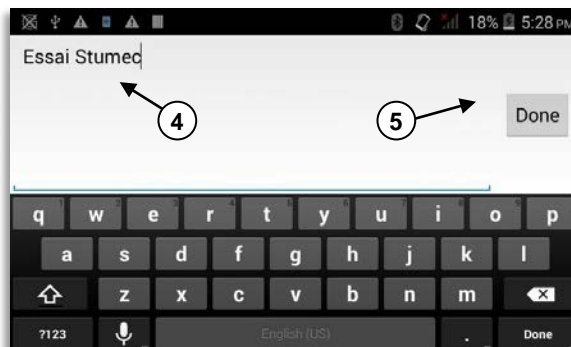 18% 5:28 PM
Essai Stumec
4
5
Done
q w e r t y u i o p
a s d f g h j k l
z x c v b n m
?123 English (US) . Done